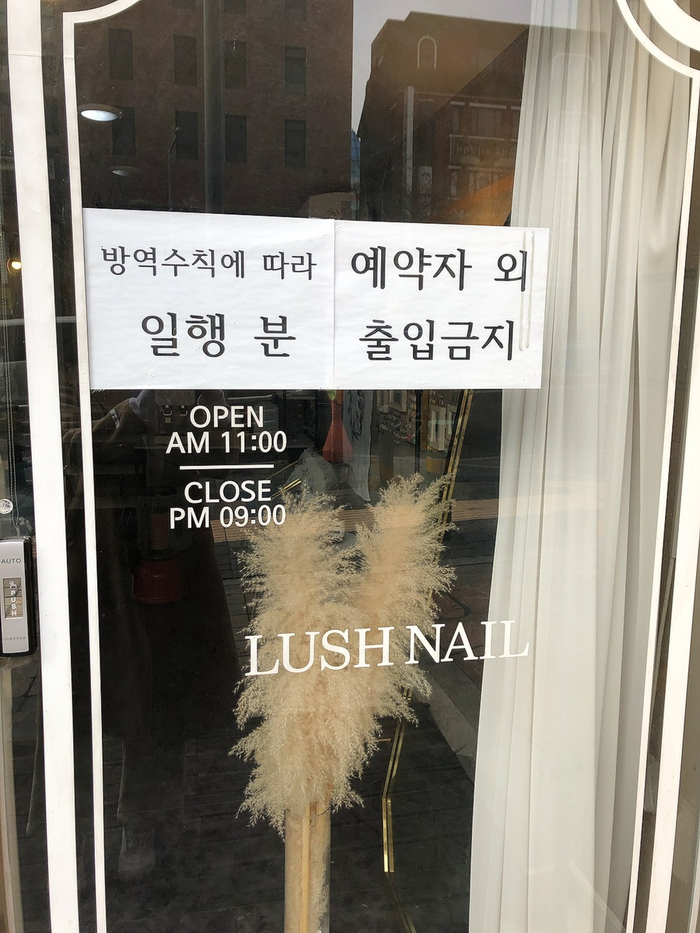 방역수칙에 따라
일행 분
예약자 외
출입금지
OPEN
AM 11:00
CLOSE
PM 09:00
AUTO
PUSH
LUSH NAIL